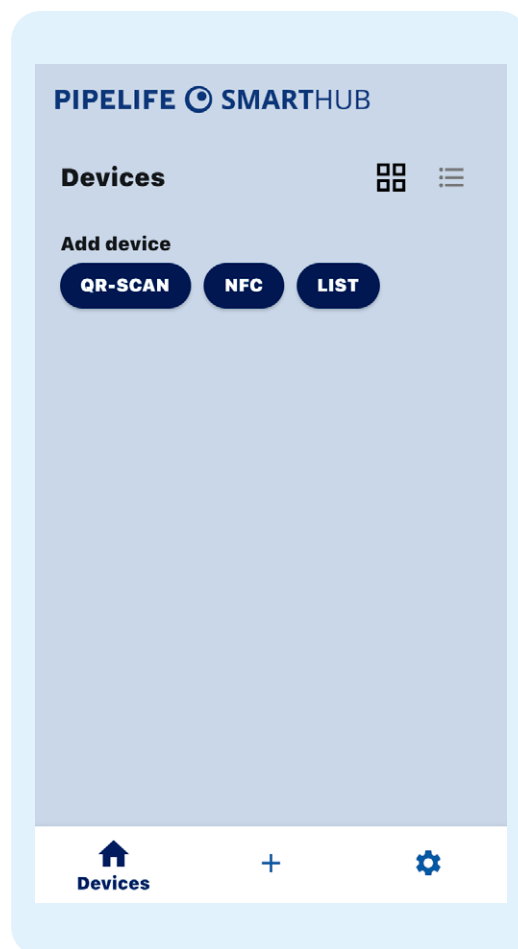 PIPELIFE SMARTHUB
Devices
Add device
QR-SCAN NFC LIST
Devices